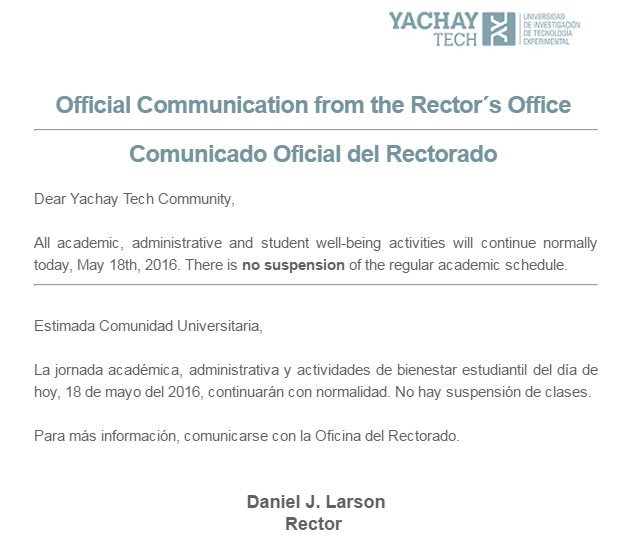 YACHAY
TECH
UNIVERSIDAD
DE INVESTIGACIÓN
DE TECNOLOGÍA
EXPERIMENTAL
Official Communication from the Rector´s Office
Comunicado Oficial del Rectorado
Dear Yachay Tech Community,
All academic, administrative and student well-being activities will continue normally
today, May 18th, 2016. There is no suspension of the regular academic schedule.
Estimada Comunidad Universitaria,
La jornada académica, administrativa y actividades de bienestar estudiantil del día de
hoy, 18 de mayo del 2016, continuarán con normalidad. No hay suspensión de clases.
Para más información, comunicarse con la Oficina del Rectorado.
Daniel J. Larson
Rector